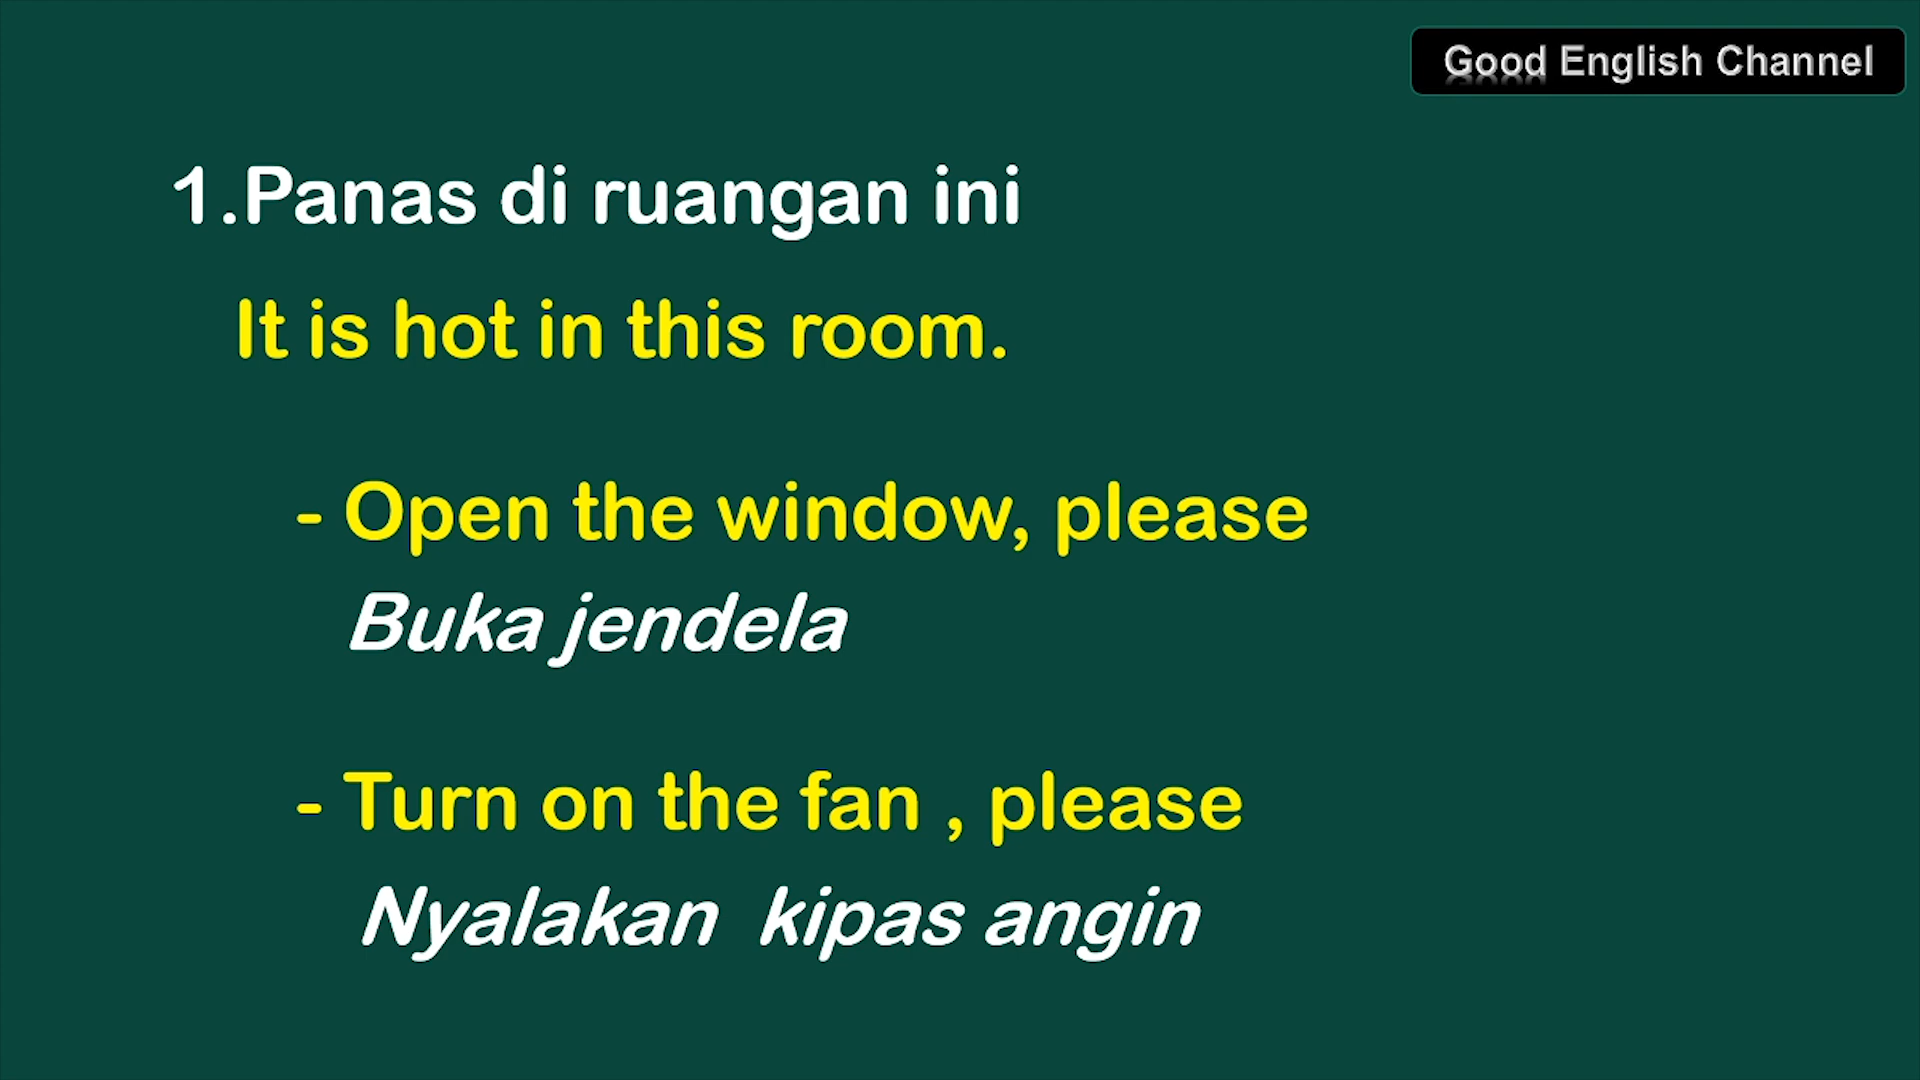 Good English Channel
1.Panas di ruangan ini
It is hot in this room.
- Open the window, please
Buka jendela
- Turn on the fan , please
Nyalakan kipas angin